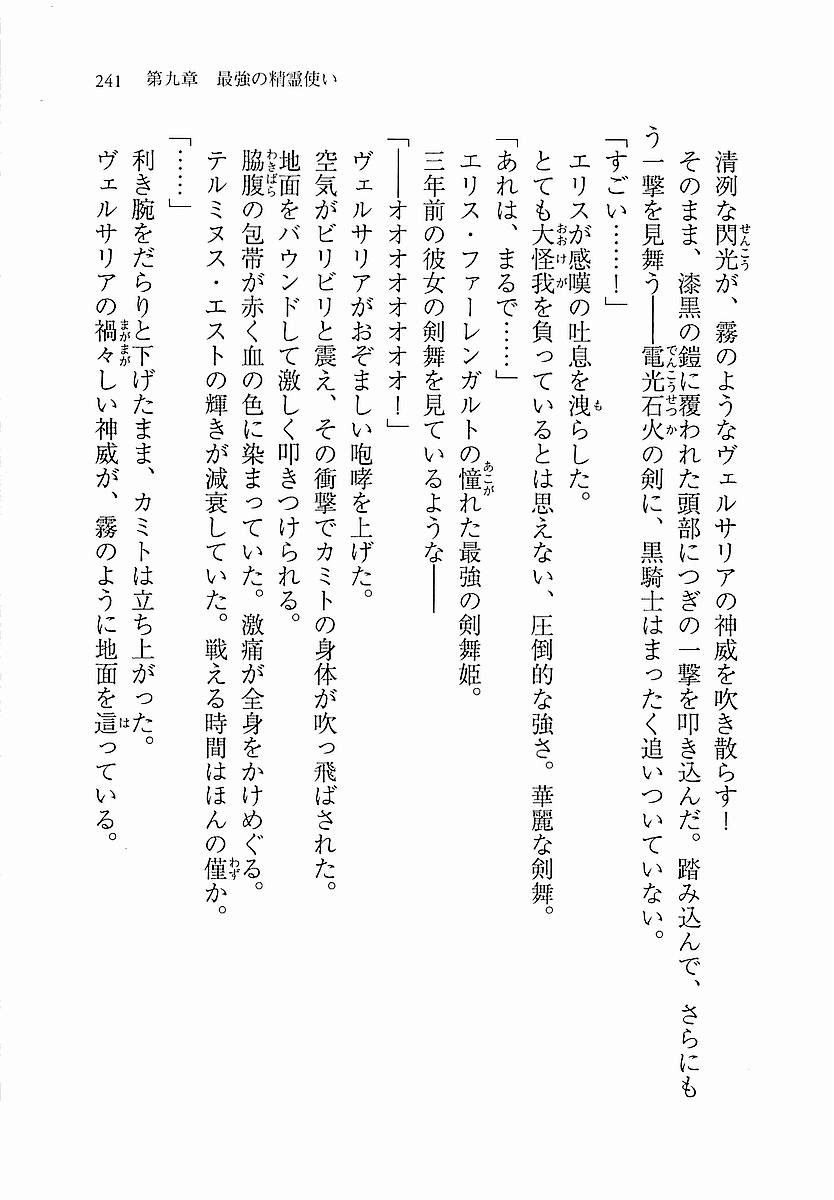 241　第九章　最強の精霊使い
清冽な閃光が、霧のようなヴェルサリアの神威を吹き散らす！
そのまま、漆黒の鎧に覆われた頭部につぎの一撃を叩き込んだ。踏み込んで、さらにも
う一撃を見舞う――電光石火の剣に、黒騎士はまったく追いついていない。
「すごい……！」
エリスが感嘆の吐息を洩らした。
とても大怪我を負っているとは思えない、圧倒的な強さ。華麗な剣舞。
「あれは、まるで……」
エリス・ファーレンガルトの憧れた最強の剣舞姫。
三年前の彼女の剣舞を見ているような――
「――オオオオオオオオ！」
ヴェルサリアがおぞましい咆哮を上げた。
空気がビリビリと震え、その衝撃でカミトの身体が吹っ飛ばされた。
地面をバウンドして激しく叩きつけられる。
脇腹の包帯が赤く血の色に染まっていた。激痛が全身をかけめぐる。
テルミヌス・エストの輝きが減衰していた。戦える時間はほんの僅か。
「……」
利き腕をだらりと下げたまま、カミトは立ち上がった。
ヴェルサリアの禍々しい神威が、霧のように地面を這っている。